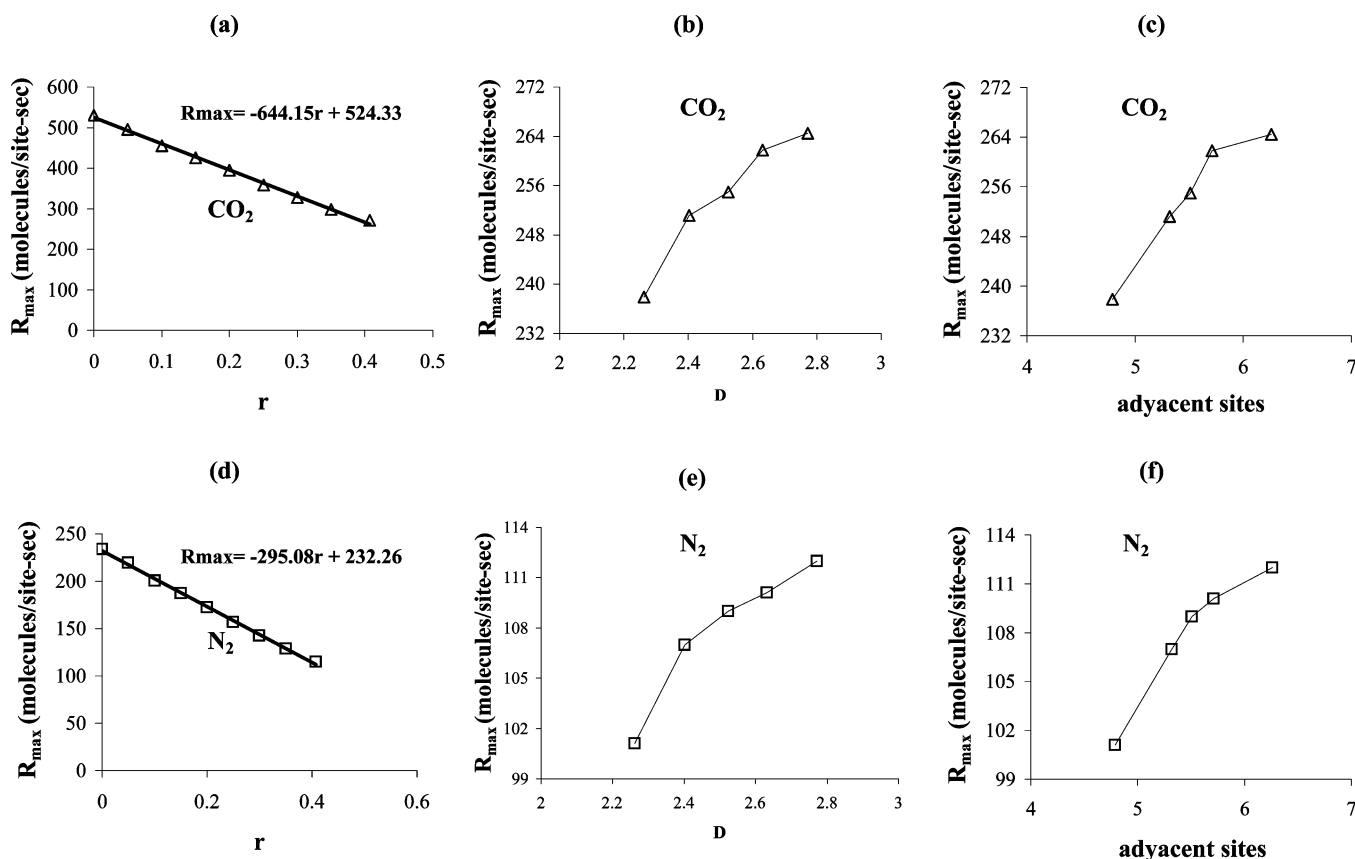 (a)
R_max (molecules/site-sec)
600
500
400
300
200
100
0
Rmax= -644.15r + 524.33
CO₂
0 0.1 0.2 0.3 0.4 0.5
r
(b)
R_max (molecules/site-sec)
272
264
256
248
240
232
CO₂
2 2.2 2.4 2.6 2.8 3
D
(c)
R_max (molecules/site-sec)
272
264
256
248
240
232
CO₂
4 5 6 7
adyacent sites
(d)
R_max (molecules/site-sec)
250
200
150
100
50
0
Rmax= -295.08r + 232.26
N₂
0 0.2 0.4 0.6
r
(e)
R_max (molecules/site-sec)
114
111
108
105
102
99
N₂
2 2.2 2.4 2.6 2.8 3
D
(f)
R_max (molecules/site-sec)
114
111
108
105
102
99
N₂
4 5 6 7
adyacent sites